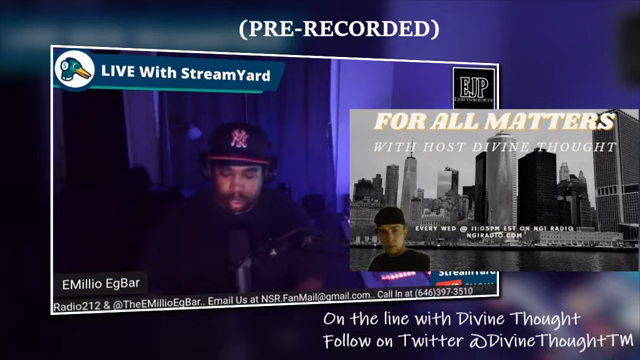 (PRE-RECORDED)
LIVE With StreamYard
EJP
FOR ALL MATTERS
WITH HOST DIVINE THOUGHT
EVERY WED @ 11:05PM EST ON NGI RADIO
NGIRADIO.COM
EMillio EgBar
StreamYard
Radio212 & @TheEMillioEgBar.. Email Us at NSR.FanMail@gmail.com.. Call In at (646)397-3510
On the line with Divine Thought
Follow on Twitter @DivineThoughtTM